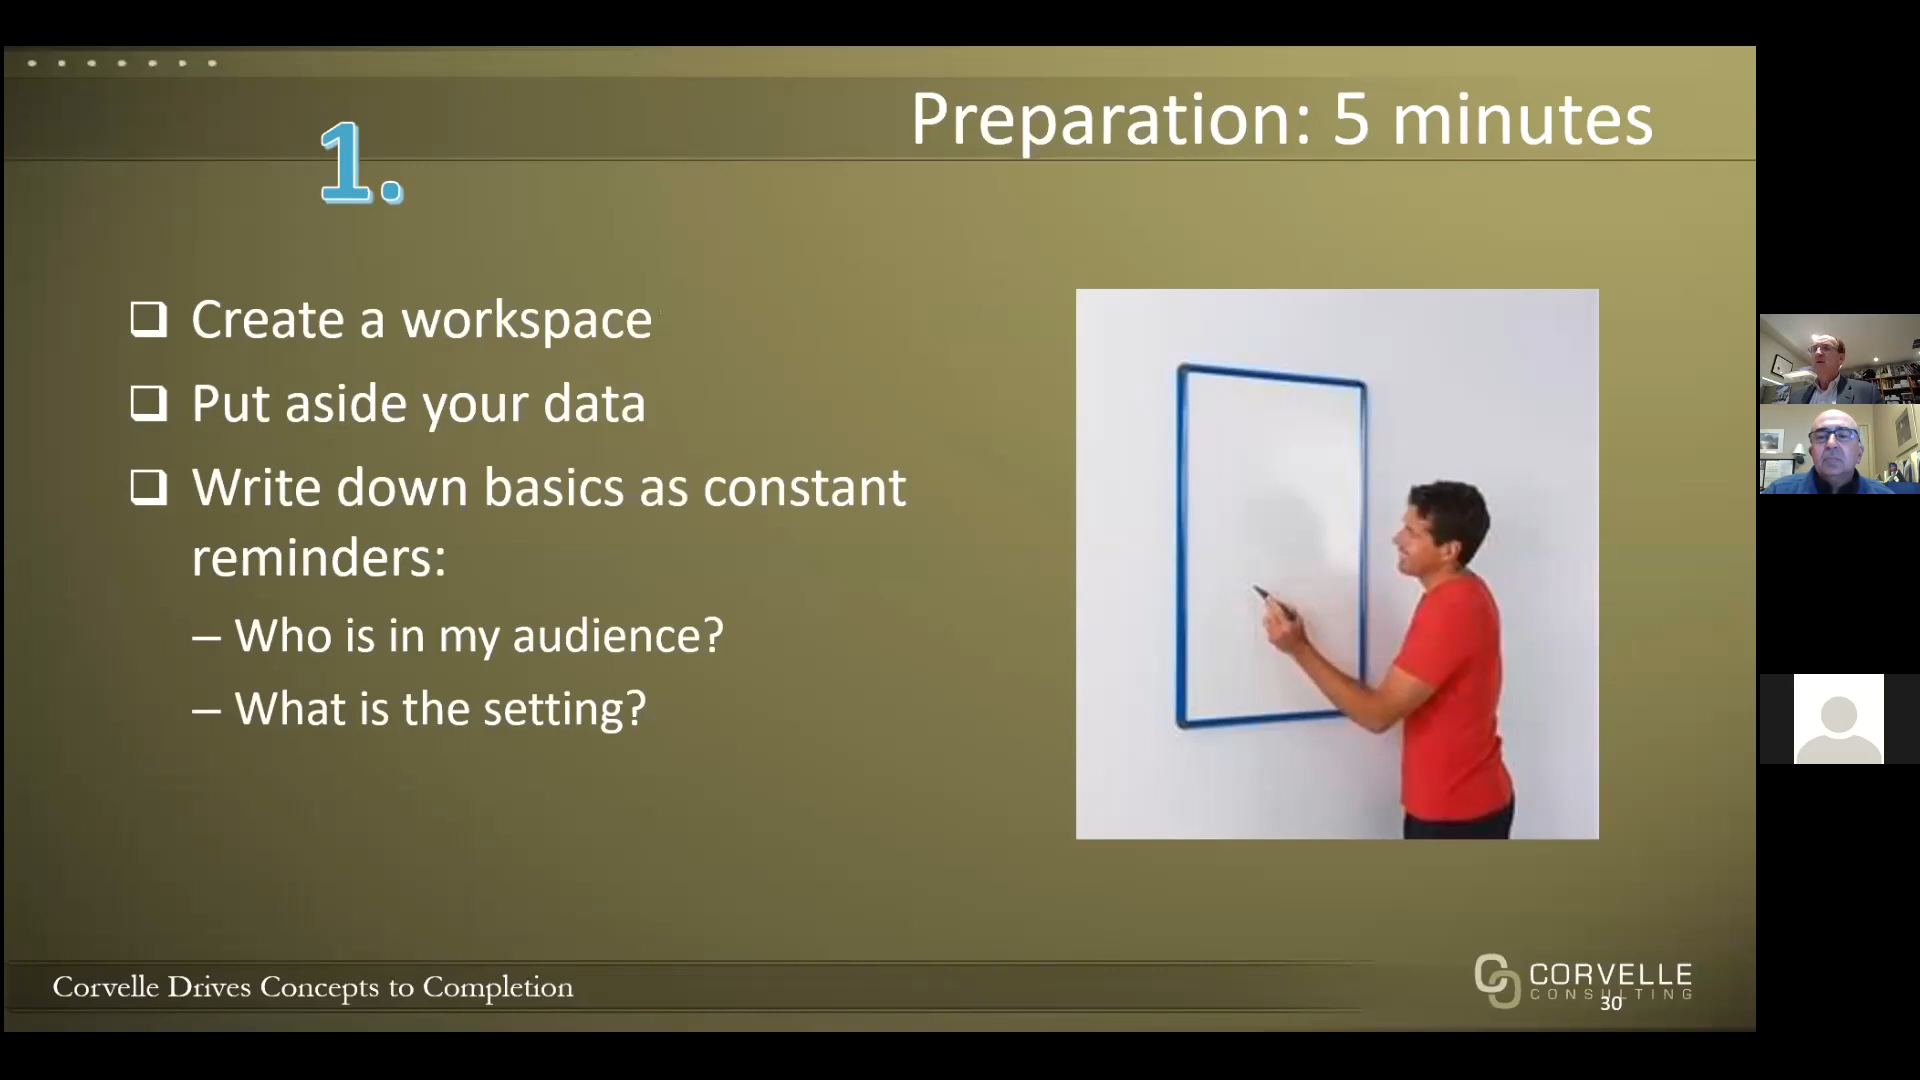 Preparation: 5 minutes
1.
Create a workspace
Put aside your data
Write down basics as constant
reminders:
– Who is in my audience?
– What is the setting?
Corvelle Drives Concepts to Completion
CORVELLE
CONSULTING
30